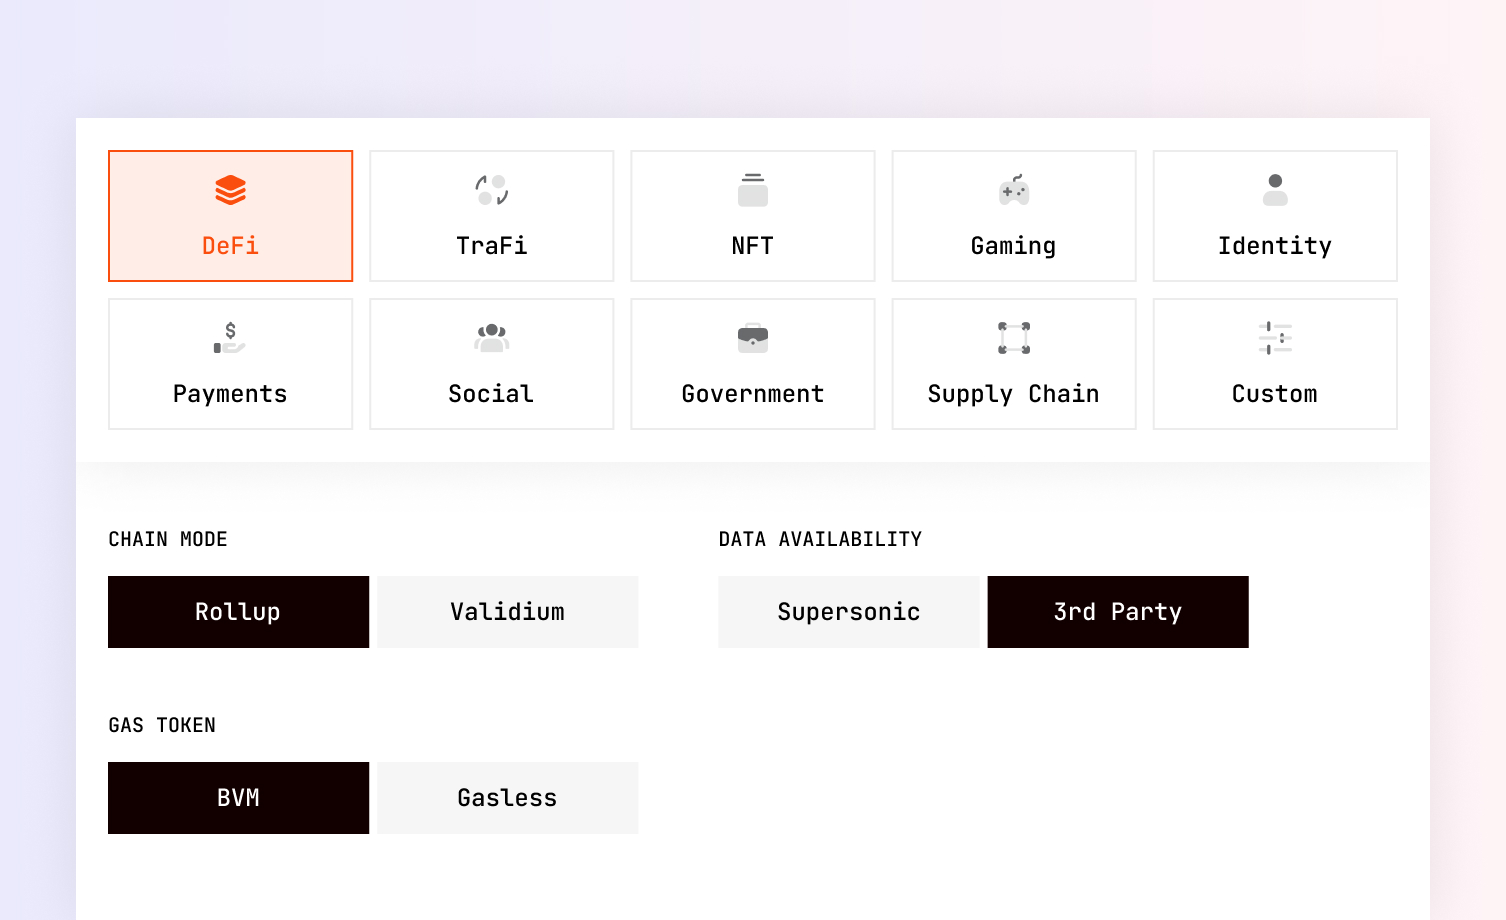 DeFi
TraFi
NFT
Gaming
Identity
$
Payments
Social
Government
Supply Chain
Custom
CHAIN MODE
DATA AVAILABILITY
Rollup
Validium
Supersonic
3rd Party
GAS TOKEN
BVM
Gasless